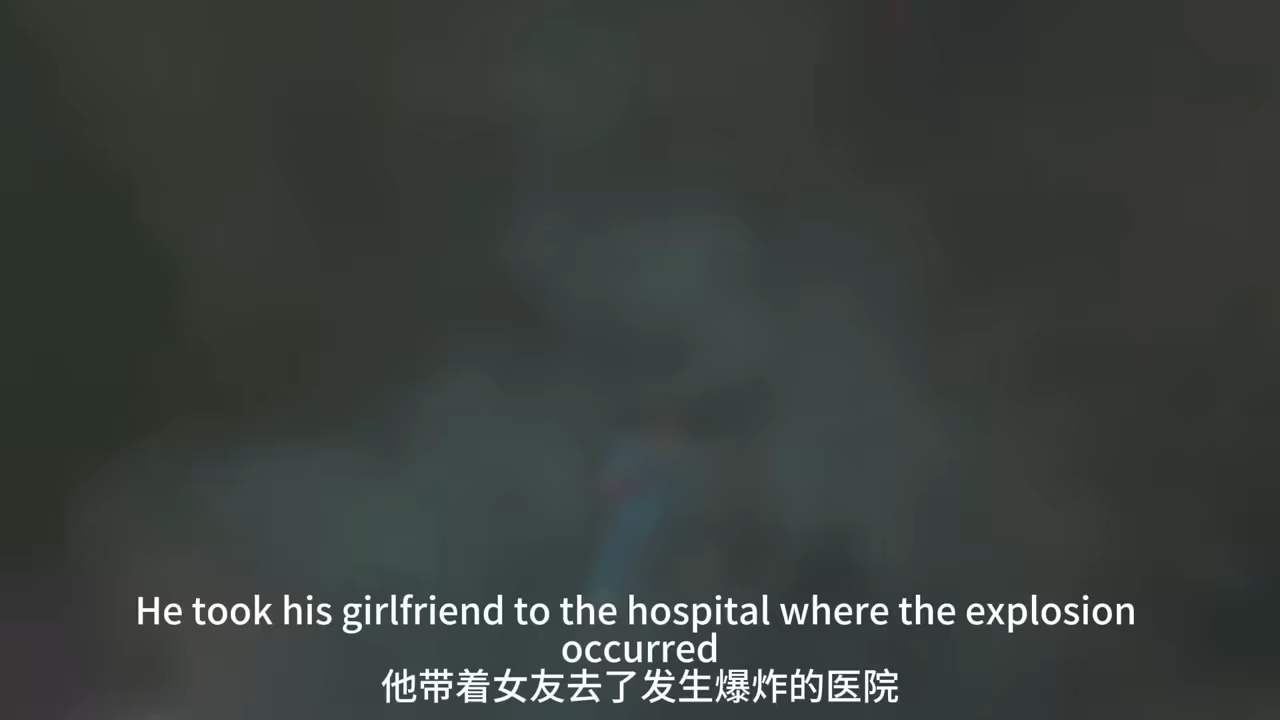 He took his girlfriend to the hospital where the explosion
occurred
他带着女友去了发生爆炸的医院